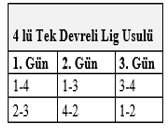 4 lü Tek Devreli Lig Usulü
1. Gün 2. Gün 3. Gün
1-4 1-3 3-4
2-3 4-2 1-2